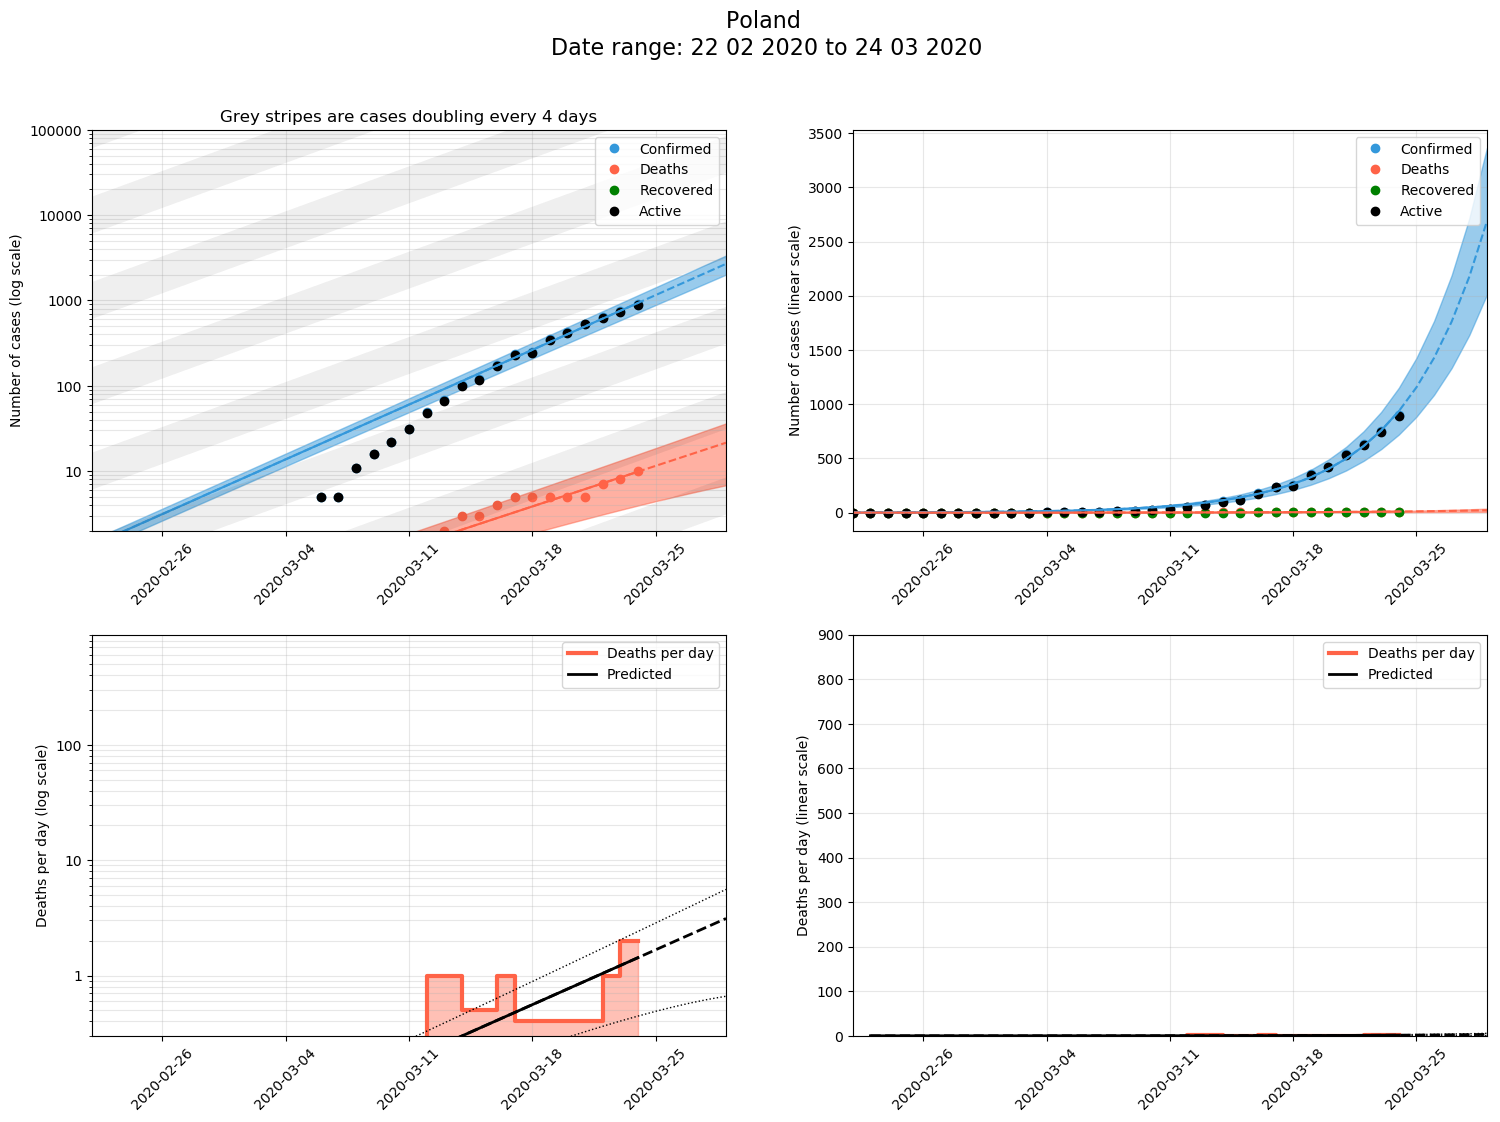 Poland
Date range: 22 02 2020 to 24 03 2020
Grey stripes are cases doubling every 4 days
Number of cases (log scale)
100000
10000
1000
100
10
Confirmed
Deaths
Recovered
Active
2020-02-26
2020-03-04
2020-03-11
2020-03-18
2020-03-25
Number of cases (linear scale)
3500
3000
2500
2000
1500
1000
500
0
Confirmed
Deaths
Recovered
Active
2020-02-26
2020-03-04
2020-03-11
2020-03-18
2020-03-25
Deaths per day (log scale)
100
10
1
Deaths per day
Predicted
2020-02-26
2020-03-04
2020-03-11
2020-03-18
2020-03-25
Deaths per day (linear scale)
900
800
700
600
500
400
300
200
100
0
Deaths per day
Predicted
2020-02-26
2020-03-04
2020-03-11
2020-03-18
2020-03-25